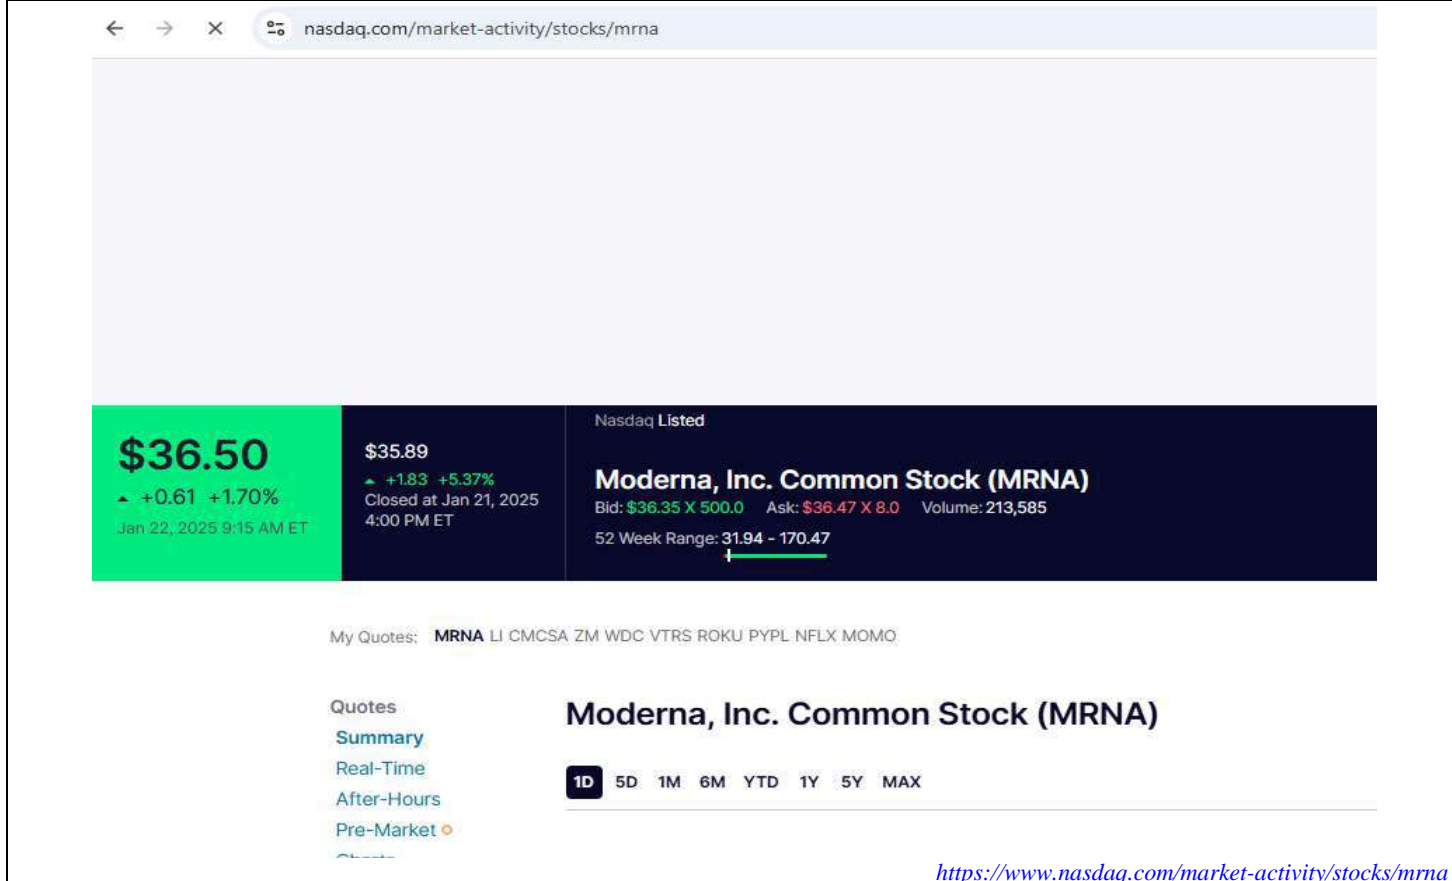 nasdaq.com/market-activity/stocks/mrna
$36.50
+0.61 +1.70%
Jan 22, 2025 9:15 AM ET
$35.89
+1.83 +5.37%
Closed at Jan 21, 2025
4:00 PM ET
Nasdaq Listed
Moderna, Inc. Common Stock (MRNA)
Bid: $36.35 X 500.0 Ask: $36.47 X 8.0 Volume: 213,585
52 Week Range: 31.94 - 170.47
My Quotes: MRNA LI CMCSA ZM WDC VTRS ROKU PYPL NFLX MOMO
Quotes
Summary
Real-Time
After-Hours
Pre-Market
Moderna, Inc. Common Stock (MRNA)
1D 5D 1M 6M YTD 1Y 5Y MAX
https://www.nasdaq.com/market-activity/stocks/mrna